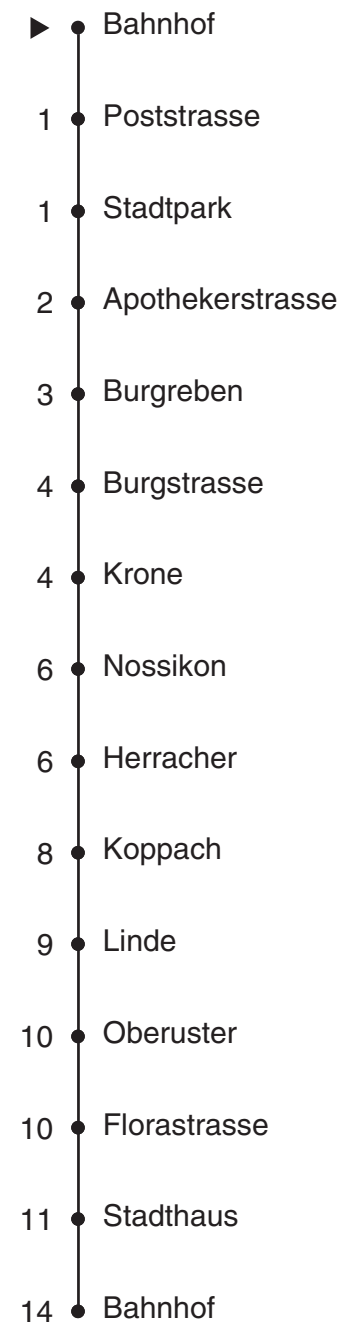 ▶ Bahnhof
1 Poststrasse
1 Stadtpark
2 Apothekerstrasse
3 Burgreben
4 Burgstrasse
4 Krone
6 Nossikon
6 Herracher
8 Koppach
9 Linde
10 Oberuster
10 Florastrasse
11 Stadthaus
14 Bahnhof